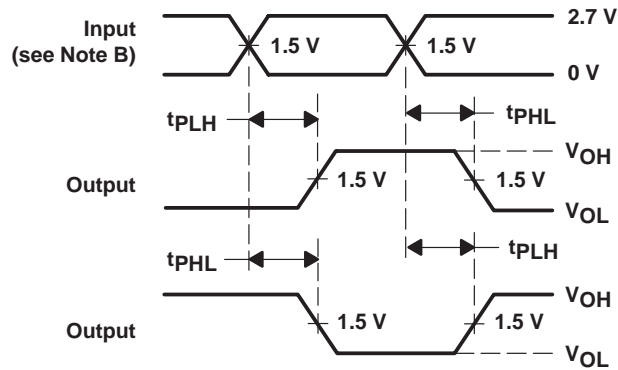 Input
(see Note B)
2.7 V
1.5 V
1.5 V
0 V
tPLH
tPHL
Output
VOH
1.5 V
1.5 V
VOL
tPHL
tPLH
Output
VOH
1.5 V
1.5 V
VOL